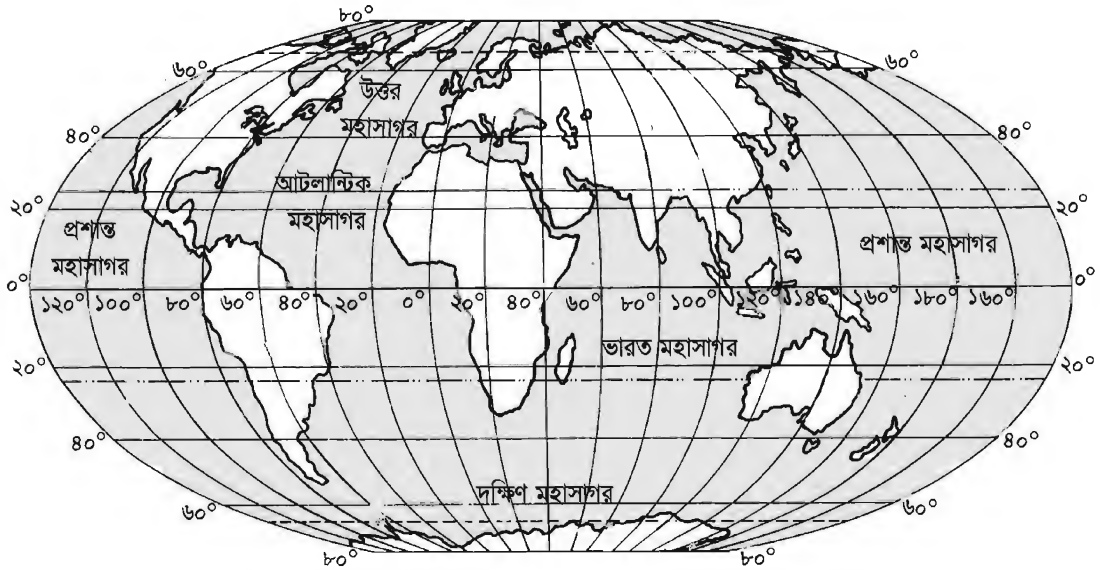 ৮০°
৬০° ৬০°
উত্তর
মহাসাগর
৪০° ৪০°
আটলান্টিক
মহাসাগর
২০° ২০°
প্রশান্ত
মহাসাগর
প্রশান্ত মহাসাগর
০° ০°
১২০° ১০০° ৮০° ৬০° ৪০° ২০° ০° ২০° ৪০° ৬০° ৮০° ১০০° ১২০° ১৪০° ১৬০° ১৮০° ১৬০°
ভারত মহাসাগর
২০° ২০°
৪০° ৪০°
দক্ষিণ মহাসাগর
৬০° ৬০°
৮০° ৮০°